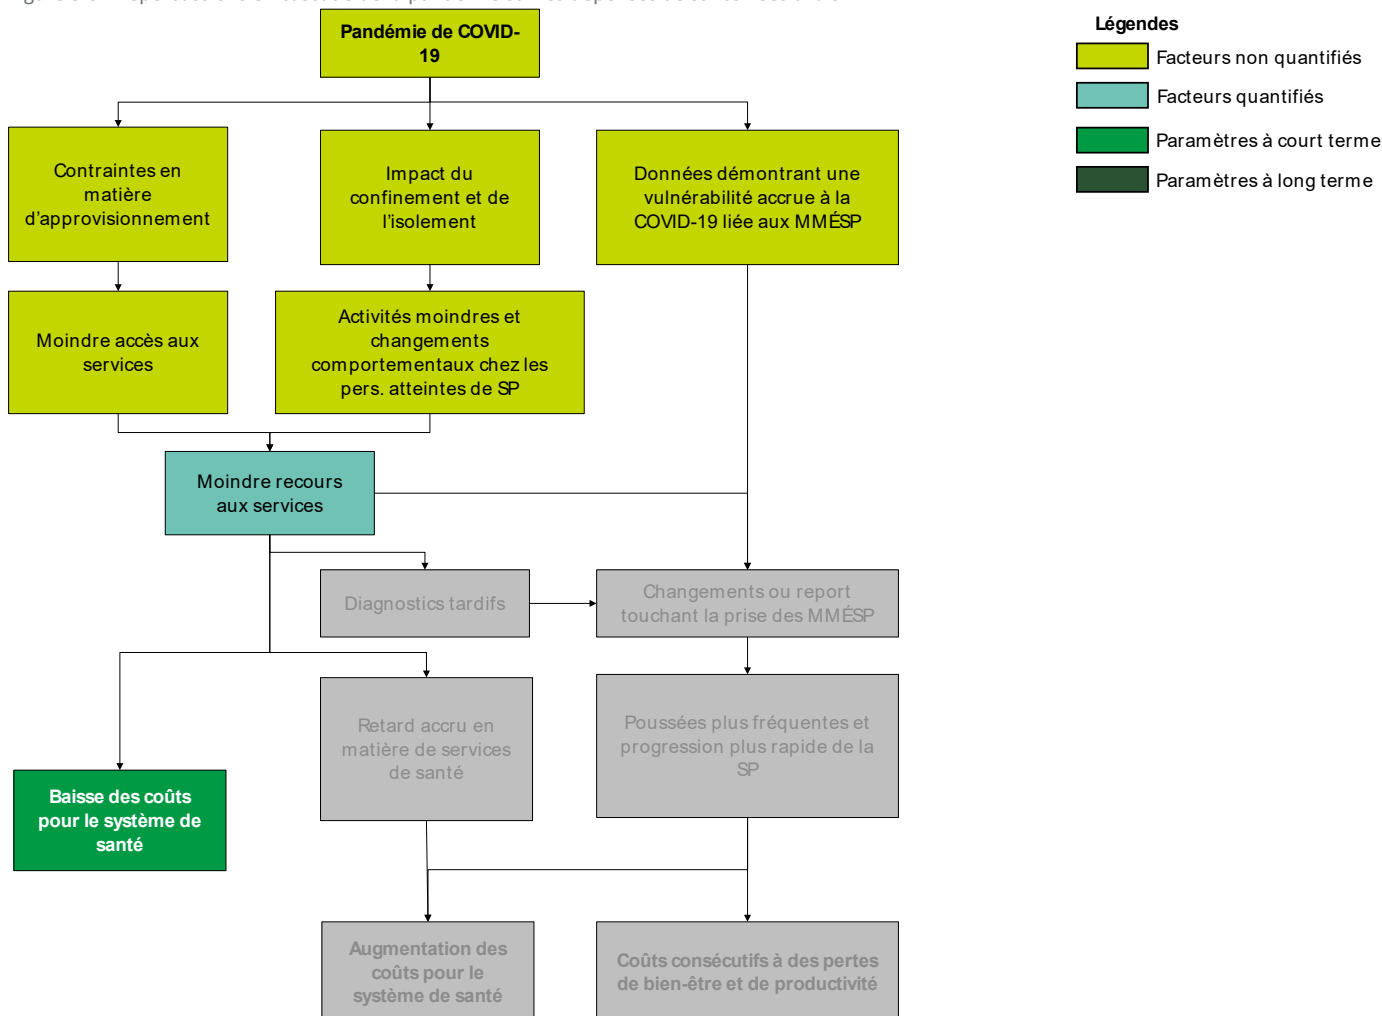 Pandémie de COVID-
19
Légendes
Facteurs non quantifiés
Facteurs quantifiés
Paramètres à court terme
Paramètres à long terme
Contraintes en
matière
d'approvisionnement
Impact du
confinement et de
l'isolement
Données démontrant une
vulnérabilité accrue à la
COVID-19 liée aux MMÉSP
Moindre accès aux
services
Activités moindres et
changements
comportementaux chez les
pers. atteintes de SP
Moindre recours
aux services
Diagnostics tardifs
Changements ou report
touchant la prise des MMÉSP
Retard accru en
matière de services
de santé
Poussées plus fréquentes et
progression plus rapide de la
SP
Baisse des coûts
pour le système de
santé
Augmentation des
coûts pour le
système de santé
Coûts consécutifs à des pertes
de bien-être et de productivité